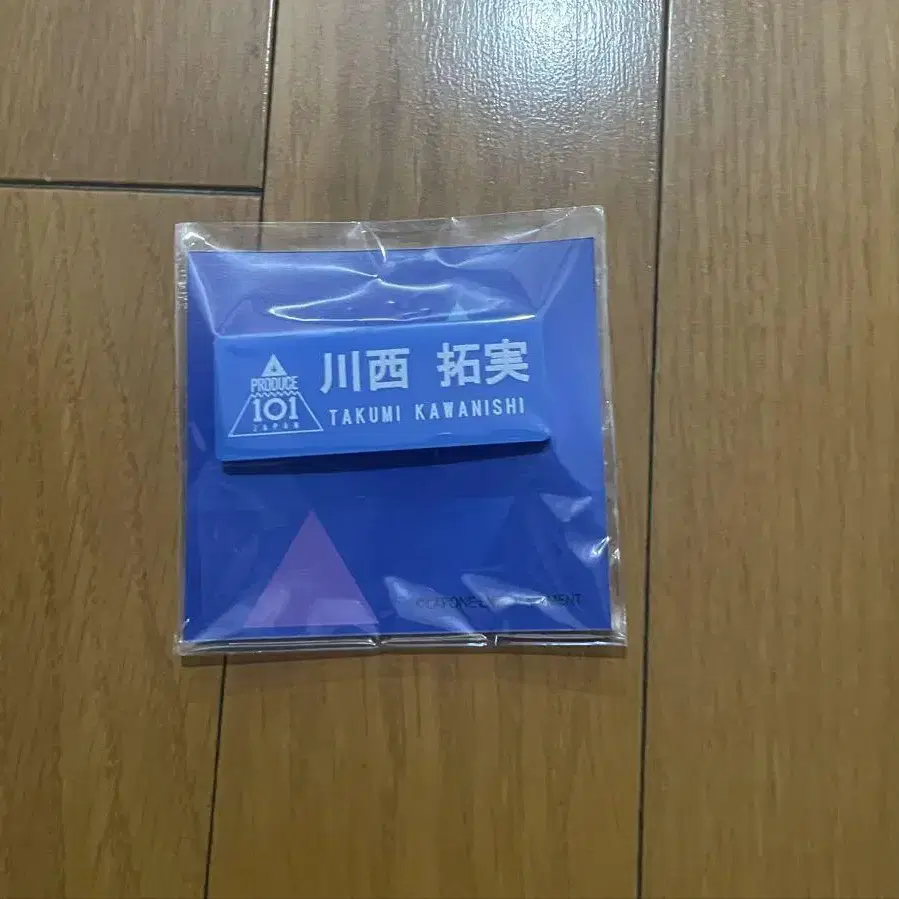 PRODUCE
101
JAPAN
川西 拓実
TAKUMI KAWANISHI